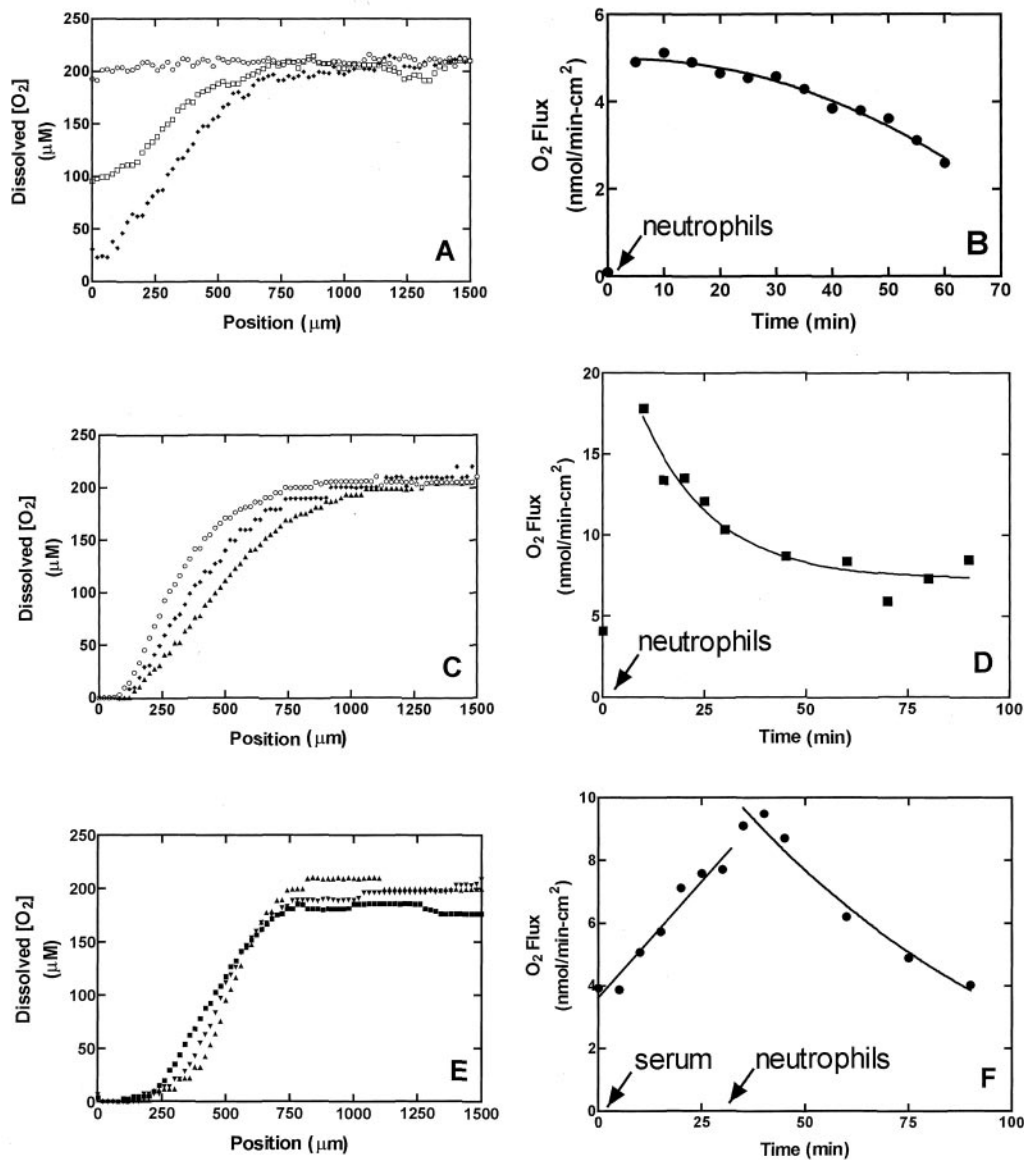 250
200
150
100
50
0
Dissolved [O₂]
(μM)
0 250 500 750 1000 1250 1500
Position (μm)
A
6
4
2
0
O₂ Flux
(nmol/min-cm²)
neutrophils
B
10 20 30 40 50 60 70
Time (min)
250
200
150
100
50
0
Dissolved [O₂]
(μM)
0 250 500 750 1000 1250 1500
Position (μm)
C
20
15
10
5
0
O₂ Flux
(nmol/min-cm²)
neutrophils
D
0 25 50 75 100
Time (min)
250
200
150
100
50
0
Dissolved [O₂]
(μM)
0 250 500 750 1000 1250 1500
Position (μm)
E
10
8
6
4
2
0
O₂ Flux
(nmol/min-cm²)
serum neutrophils
F
0 25 50 75 100
Time (min)